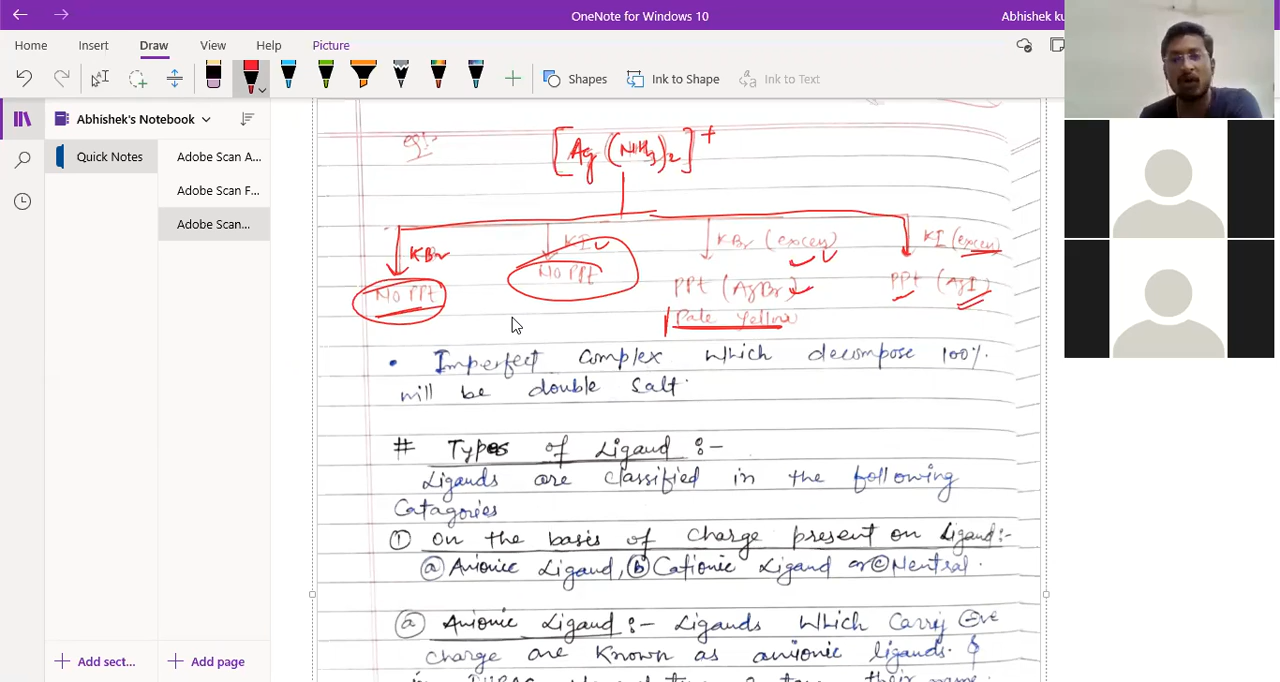 OneNote for Windows 10
Abhishek ku
Home Insert Draw View Help Picture
Shapes Ink to Shape Ink to Text
Abhishek's Notebook
Quick Notes
Adobe Scan A...
Adobe Scan F...
Adobe Scan...
eg:-
[Ag(NH3)2]+
KBr KI KBr (excess) KI (excess)
No PPt No PPt PPt (AgBr) PPt (AgI)
Pale Yellow
• Imperfect complex which decompose 100%
will be double salt.
# Types of Ligand :-
Ligands are classified in the following
Catagories
① On the basis of charge present on Ligand:-
ⓐ Anionic Ligand, ⓑ Cationic Ligand or ⓒ Neutral.
ⓐ Anionic Ligand :- Ligands which carry ⊖ve
charge are known as anionic ligands. &
their name
+ Add sect... + Add page